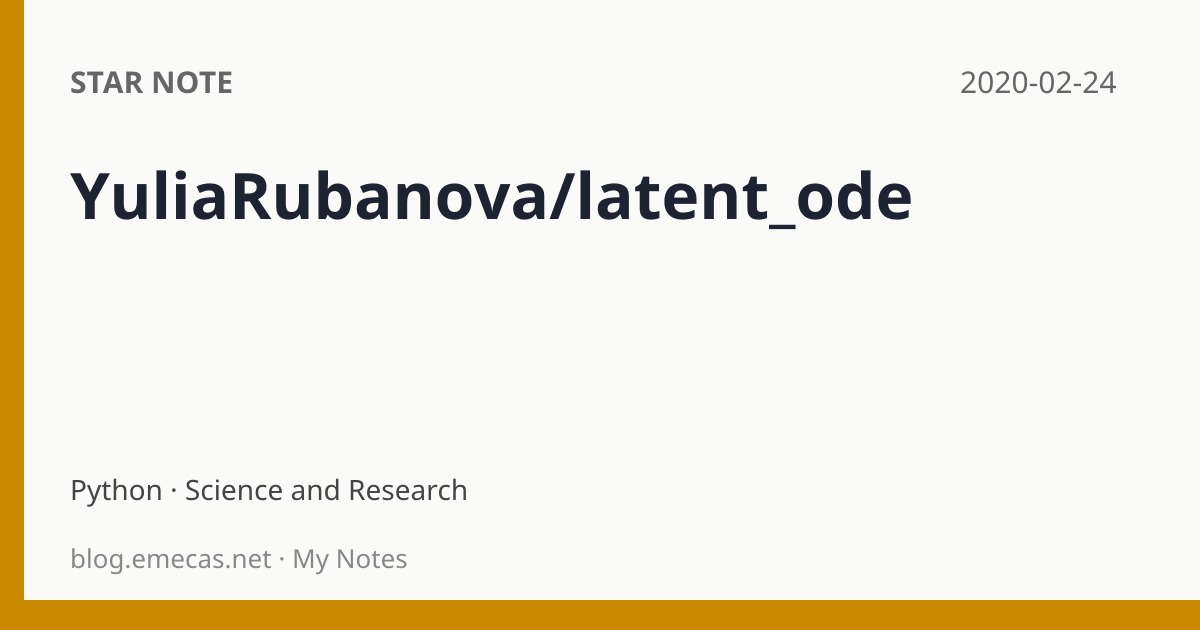 STAR NOTE
2020-02-24
YuliaRubanova/latent_ode
Python · Science and Research
blog.emecas.net · My Notes